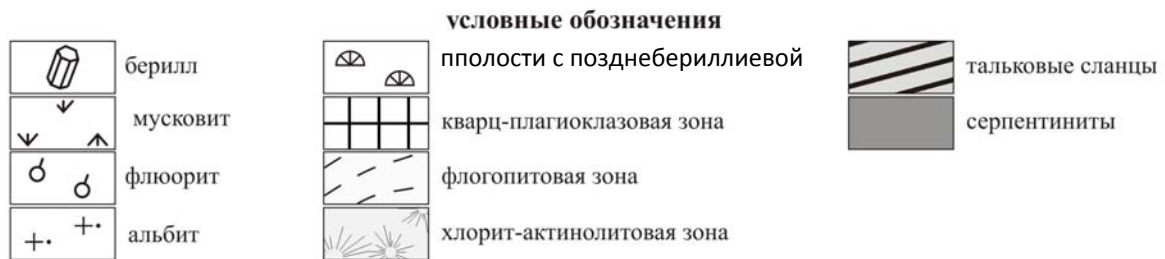 условные обозначения
берилл
мусковит
флюорит
альбит
пполости с позднебериллиевой
кварц-плагиоклазовая зона
флогопитовая зона
хлорит-актинолитовая зона
тальковые сланцы
серпентиниты